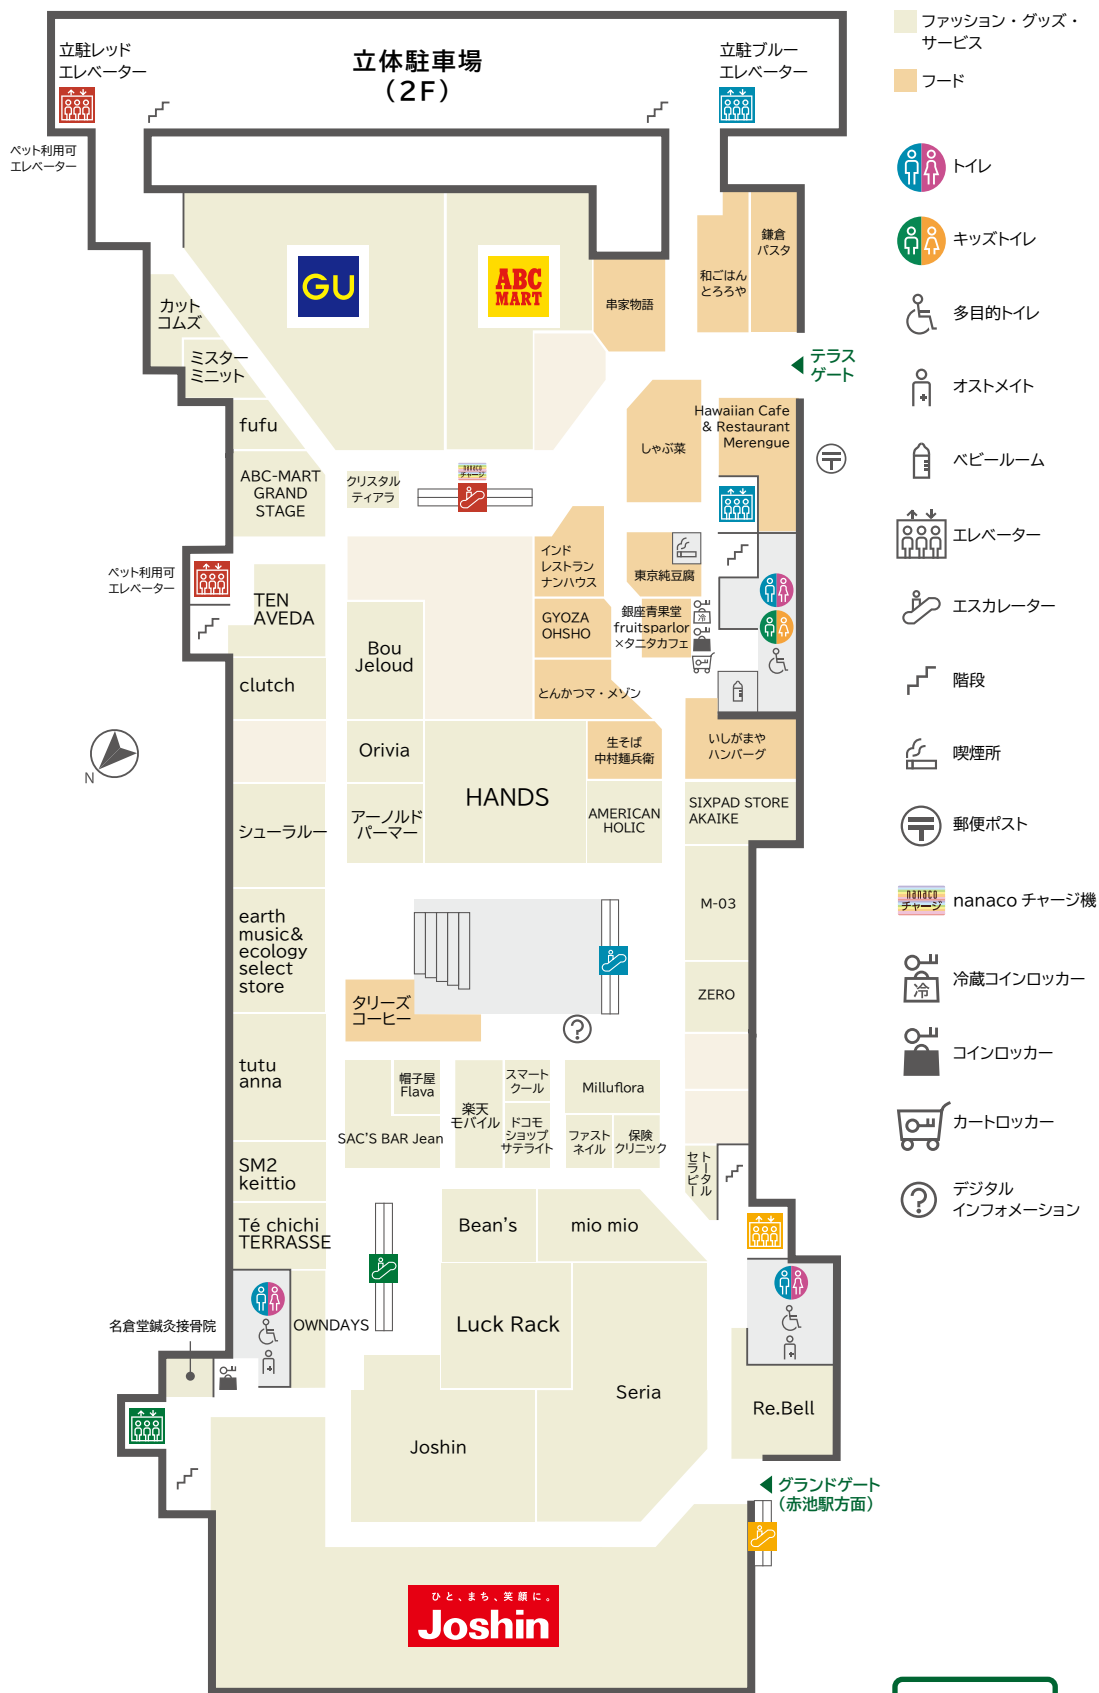 立駐レッド
エレベーター
立体駐車場
（2F）
立駐ブルー
エレベーター
ペット利用可
エレベーター
GU
ABC
MART
串家物語
和ごはん
とろろや
鎌倉
パスタ
テラス
ゲート
カット
コムズ
ミスター
ミニット
fufu
ABC-MART
GRAND
STAGE
クリスタル
ティアラ
nanaco
チャージ
しゃぶ菜
Hawaiian Cafe
& Restaurant
Merengue
ペット利用可
エレベーター
TEN
AVEDA
clutch
Bou
Jeloud
インド
レストラン
ナンハウス
東京純豆腐
GYOZA
OHSHO
銀座青果堂
fruitsparlor
×タニタカフェ
冷
とんかつマ・メゾン
N
Orivia
HANDS
生そば
中村麺兵衛
いしがまや
ハンバーグ
シューラルー
アーノルド
パーマー
AMERICAN
HOLIC
SIXPAD STORE
AKAIKE
earth
music&
ecology
select
store
M-03
ZERO
タリーズ
コーヒー
tutu
anna
帽子屋
Flava
SAC'S BAR Jean
楽天
モバイル
スマート
クール
ドコモ
ショップ
サテライト
Milluflora
ファスト
ネイル
保険
クリニック
トータル
セラピー
SM2
keittio
Té chichi
TERRASSE
Bean's
mio mio
OWNDAYS
Luck Rack
Seria
名倉堂鍼灸接骨院
Joshin
Re.Bell
グランドゲート
（赤池駅方面）
ひと、まち、笑顔に。
Joshin
ファッション・グッズ・
サービス
フード
トイレ
キッズトイレ
多目的トイレ
オストメイト
ベビールーム
エレベーター
エスカレーター
階段
喫煙所
郵便ポスト
nanaco
チャージ
nanaco チャージ機
冷
冷蔵コインロッカー
コインロッカー
カートロッカー
デジタル
インフォメーション